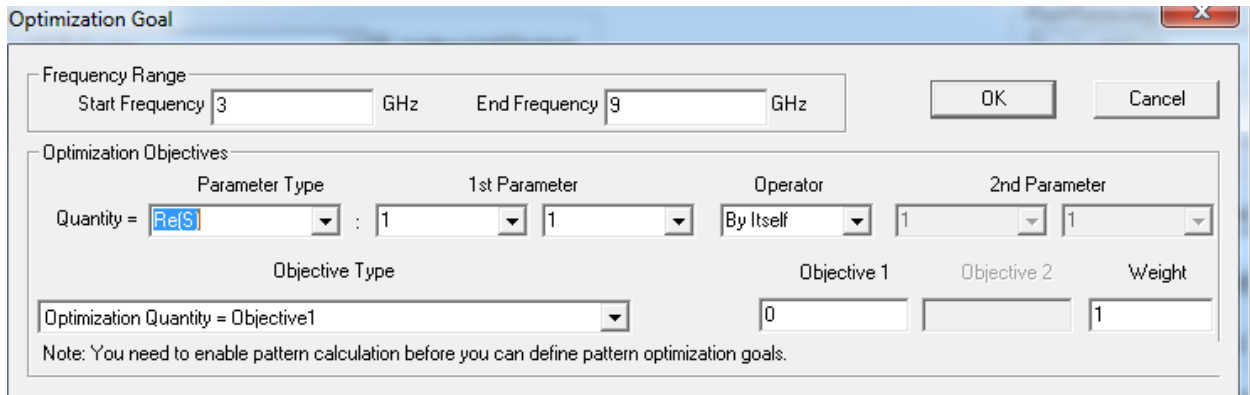 Optimization Goal
Frequency Range
Start Frequency 3 GHz End Frequency 9 GHz OK Cancel
Optimization Objectives
Parameter Type 1st Parameter Operator 2nd Parameter
Quantity = Re(S) : 1 1 By Itself 1 1
Objective Type Objective 1 Objective 2 Weight
Optimization Quantity = Objective1 0 1
Note: You need to enable pattern calculation before you can define pattern optimization goals.